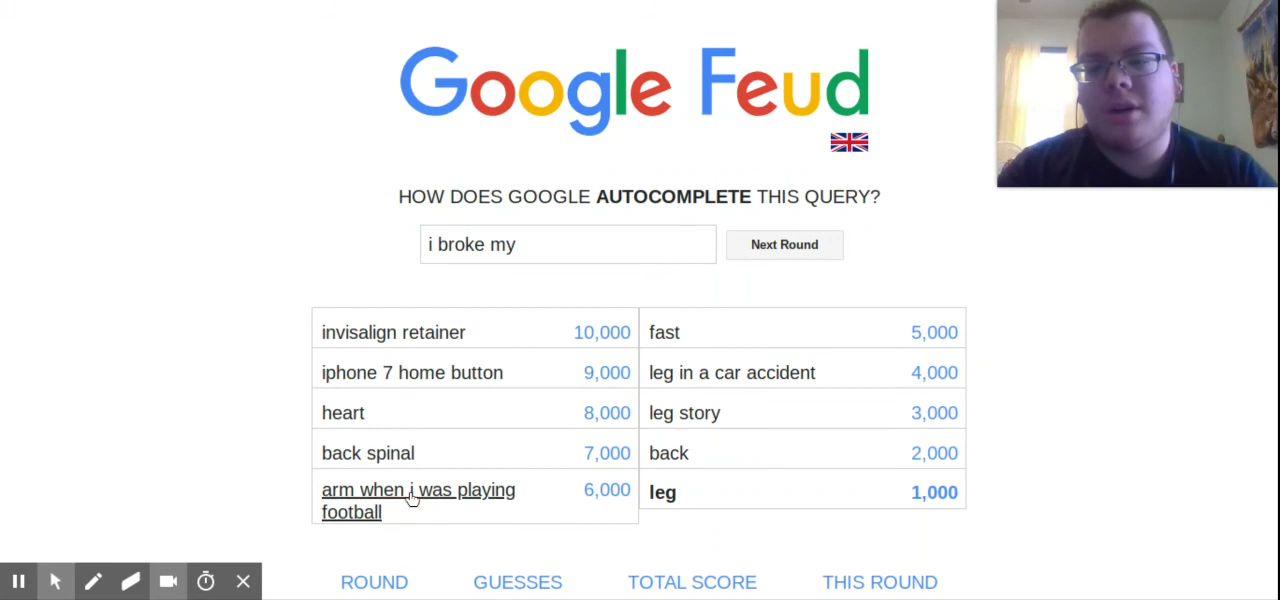 Google Feud
HOW DOES GOOGLE AUTOCOMPLETE THIS QUERY?
i broke my
Next Round
invisalign retainer 10,000
fast 5,000
iphone 7 home button 9,000
leg in a car accident 4,000
heart 8,000
leg story 3,000
back spinal 7,000
back 2,000
arm when i was playing 6,000
football
leg 1,000
ROUND GUESSES TOTAL SCORE THIS ROUND